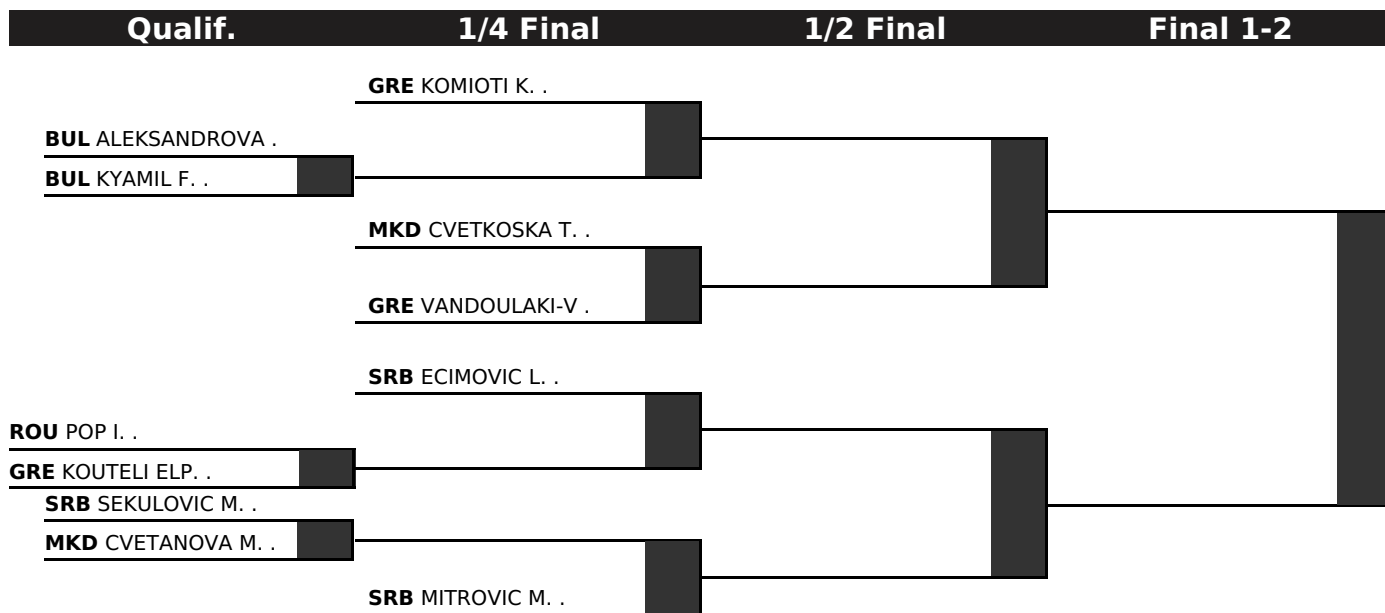 Qualif. 1/4 Final 1/2 Final Final 1-2
GRE KOMIOTI K. .
BUL ALEKSANDROVA .
BUL KYAMIL F. .
MKD CVETKOSKA T. .
GRE VANDOULAKI-V .
SRB ECIMOVIC L. .
ROU POP I. .
GRE KOUTELI ELP. .
SRB SEKULOVIC M. .
MKD CVETANOVA M. .
SRB MITROVIC M. .